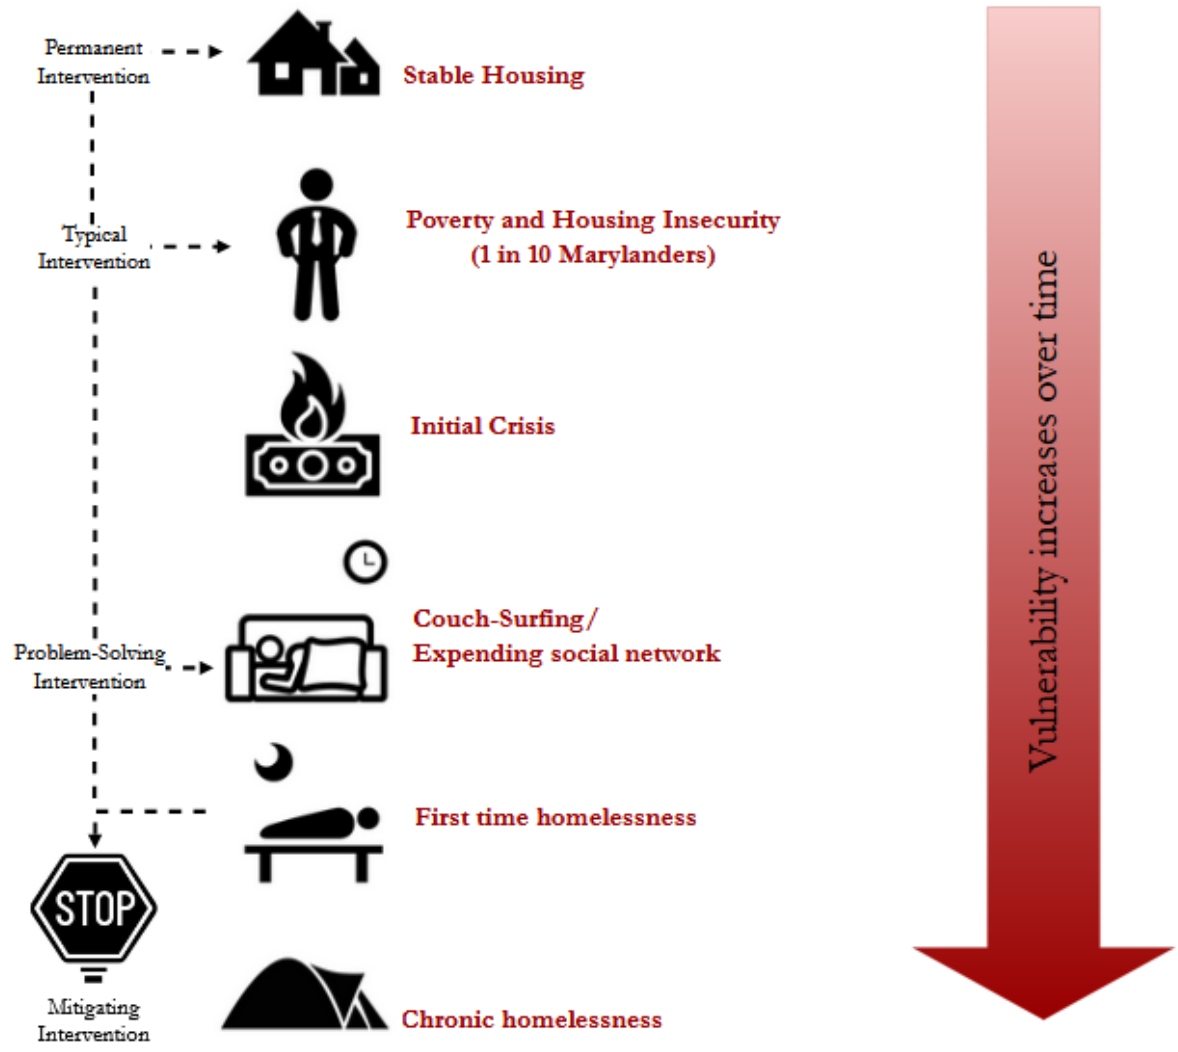 Permanent
Intervention
Stable Housing
Typical
Intervention
Poverty and Housing Insecurity
(1 in 10 Marylanders)
Initial Crisis
Problem-Solving
Intervention
Couch-Surfing/
Expending social network
First time homelessness
STOP
Mitigating
Intervention
Chronic homelessness
Vulnerability increases over time